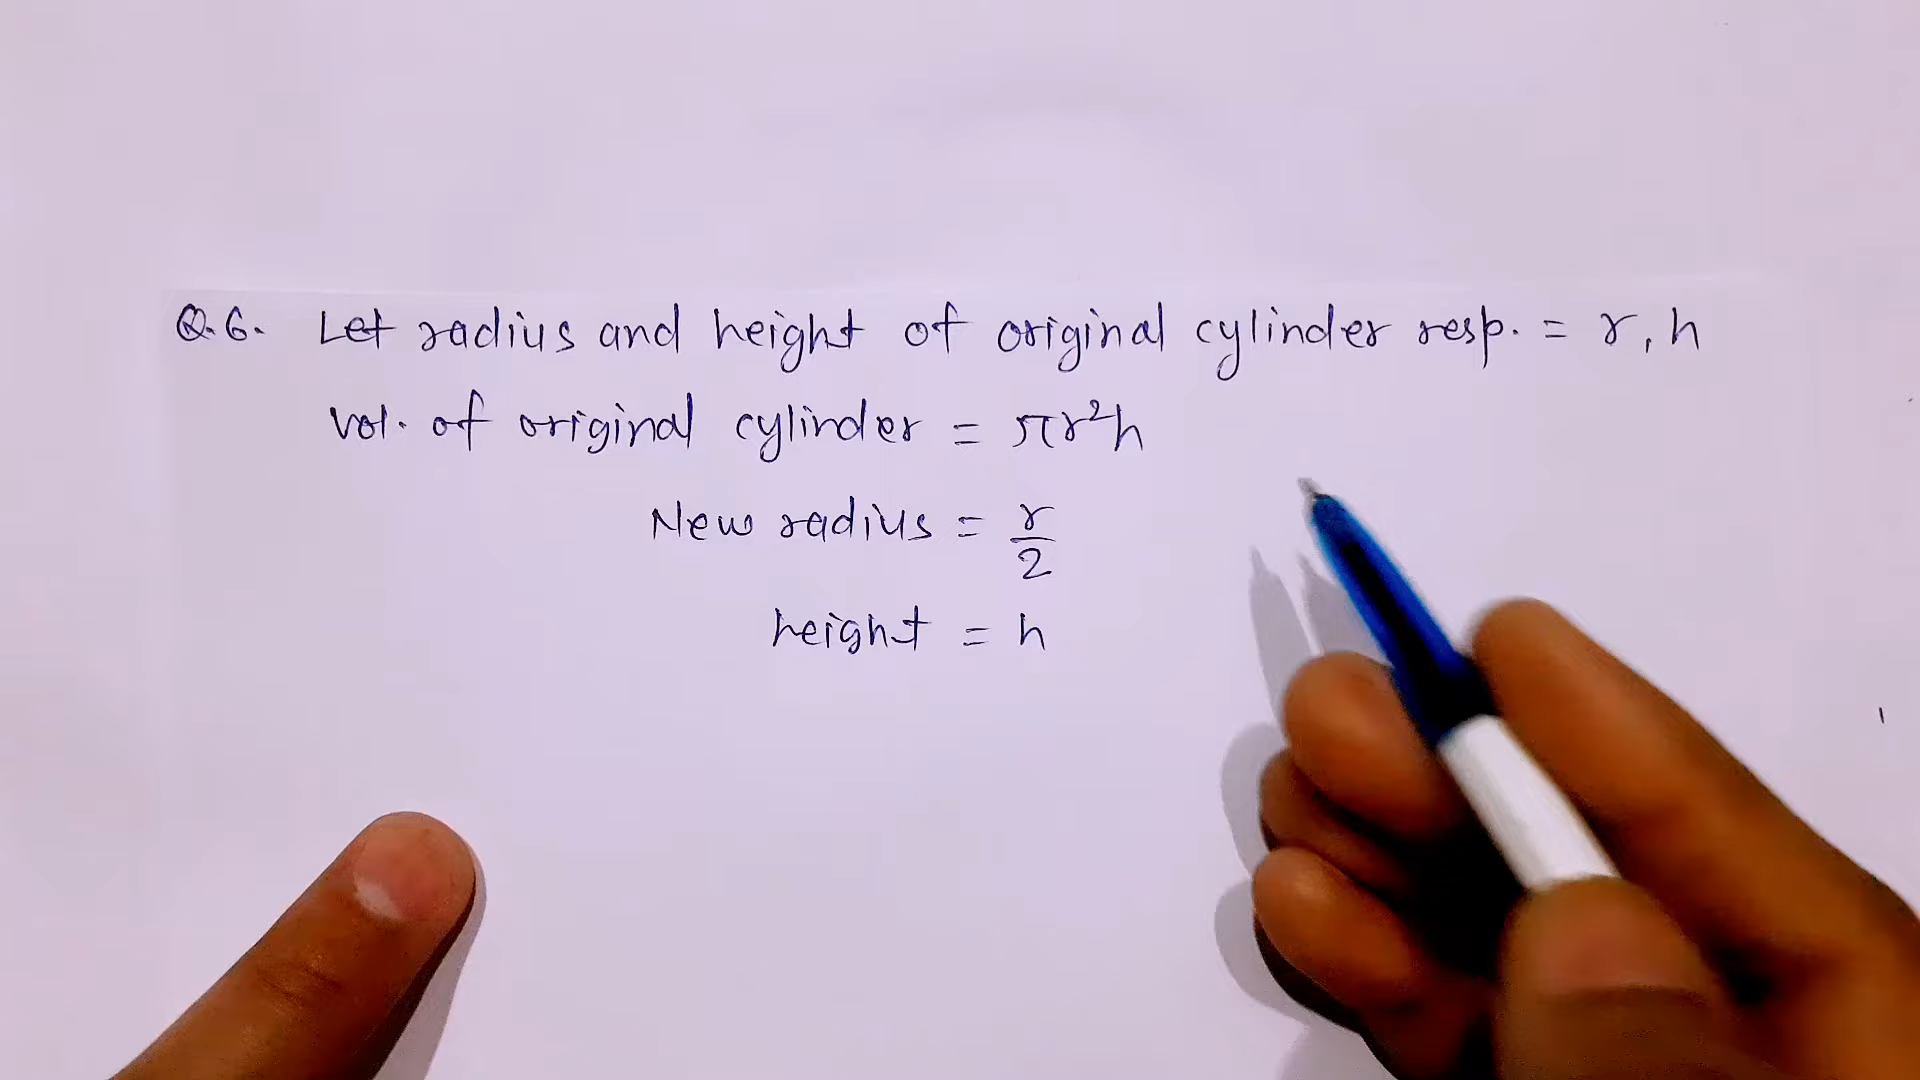 Q.6. Let radius and height of original cylinder resp. = r, h
Vol. of original cylinder = πr²h
New radius = r/2
height = h